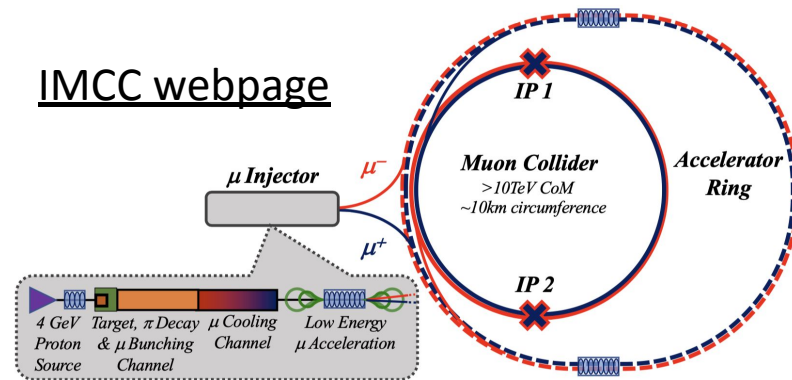 IMCC webpage
IP 1
μ Injector
μ−
μ+
Muon Collider
>10TeV CoM
~10km circumference
Accelerator
Ring
IP 2
4 GeV
Proton
Source
Target, π Decay
& μ Bunching
Channel
μ Cooling
Channel
Low Energy
μ Acceleration